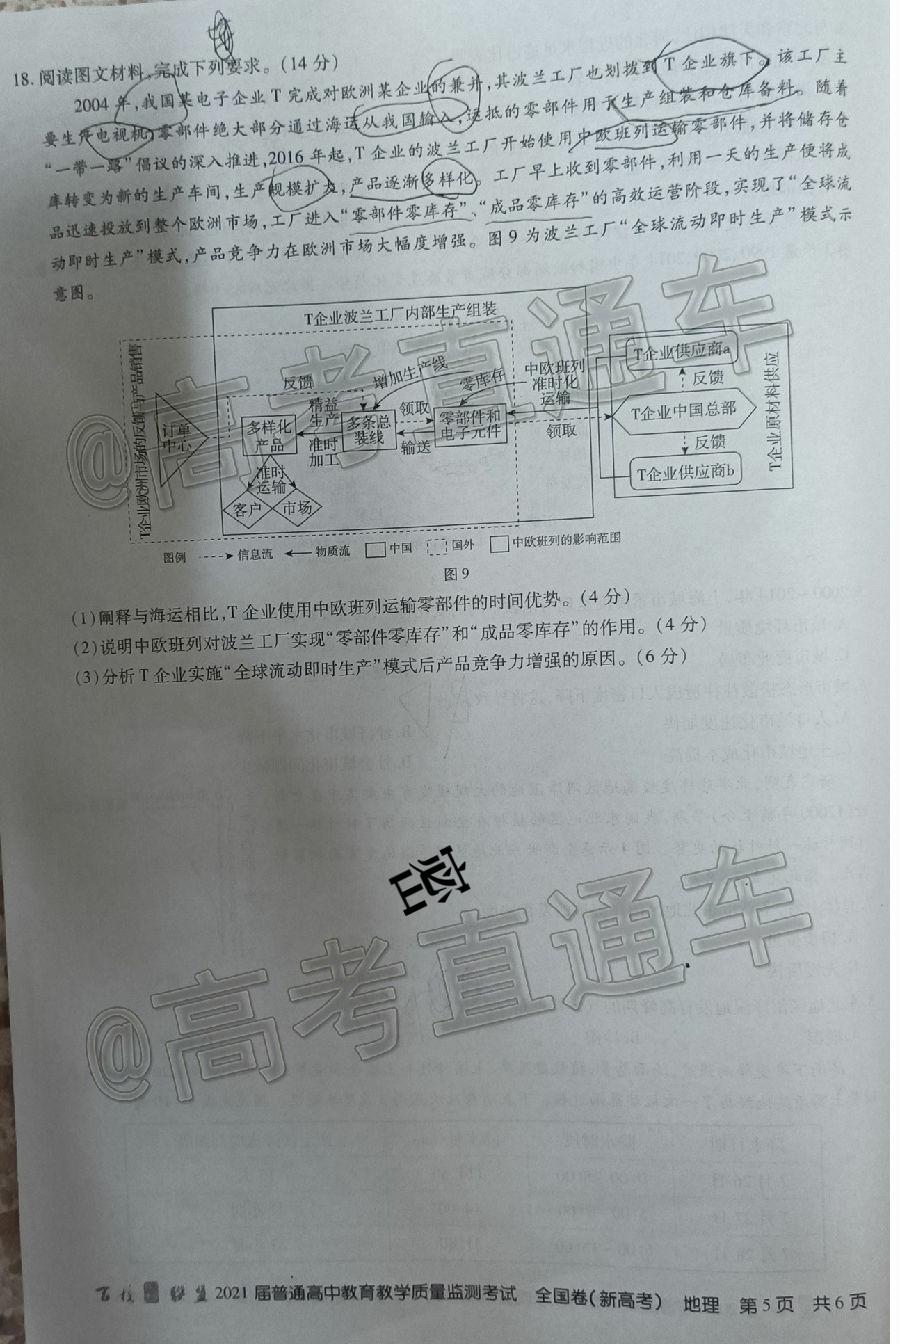 18. 阅读图文材料,完成下列要求。(14 分)
2004 年,我国某电子企业 T 完成对欧洲某企业的兼并,其波兰工厂也划拨到 T 企业旗下。该工厂主
要生产电视机,零部件绝大部分通过海运从我国输入,运抵的零部件用于生产组装和仓库备料。随着
“一带一路”倡议的深入推进,2016 年起,T 企业的波兰工厂开始使用中欧班列运输零部件,并将储存仓
库转变为新的生产车间,生产规模扩大,产品逐渐多样化。工厂早上收到零部件,利用一天的生产便将成
品迅速投放到整个欧洲市场,工厂进入“零部件零库存”、“成品零库存”的高效运营阶段,实现了“全球流
动即时生产”模式,产品竞争力在欧洲市场大幅度增强。图 9 为波兰工厂“全球流动即时生产”模式示
意图。
T企业波兰工厂内部生产组装
T企业欧洲市场的反馈与产品销售
订单
中心
反馈
增加生产线
零库存
多样化
产品
精益
生产
准时
加工
多条总
装线
领取
输送
零部件和
电子元件
准时
运输
客户
市场
中欧班列
准时化
运输
领取
T企业供应商a
反馈
T企业中国总部
反馈
T企业供应商b
T企业原材料供应
图例 信息流 物质流 中国 国外 中欧班列的影响范围
图 9
(1)阐释与海运相比,T 企业使用中欧班列运输零部件的时间优势。(4 分)
(2)说明中欧班列对波兰工厂实现“零部件零库存”和“成品零库存”的作用。(4 分)
(3)分析 T 企业实施“全球流动即时生产”模式后产品竞争力增强的原因。(6 分)
@高考直通车
密
@高考直通车
2021 届普通高中教育教学质量监测考试 全国卷(新高考) 地理 第 5 页 共 6 页